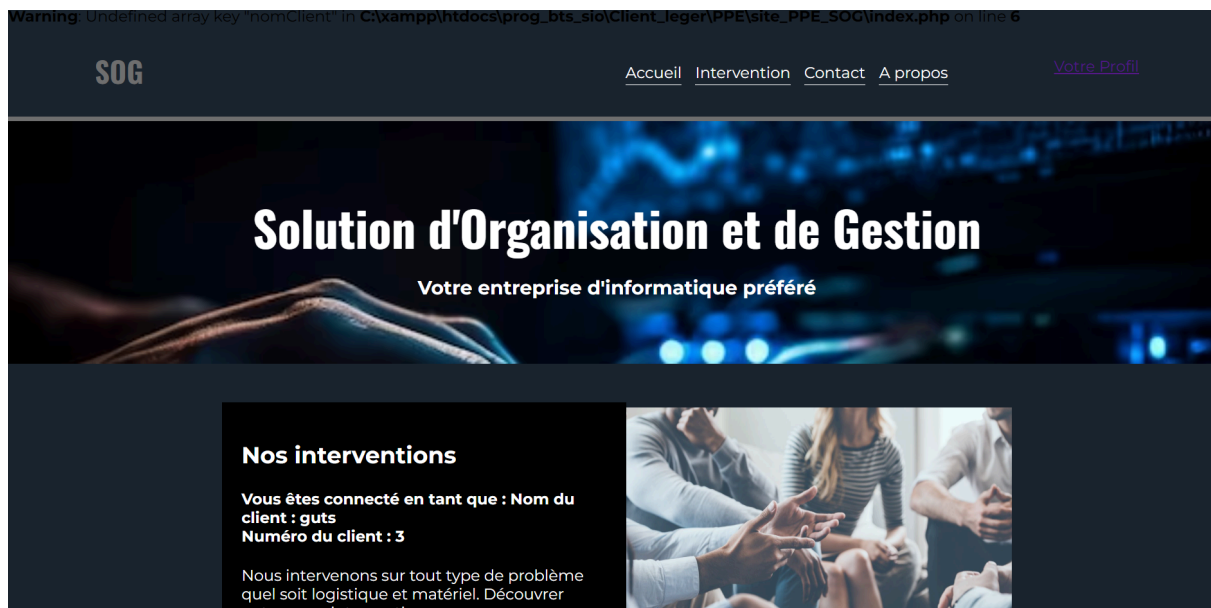 Warning: Undefined array key "nomClient" in C:\xampp\htdocs\prog_bts_sio\Client_leger\PPE\site_PPE_SOG\index.php on line 6
SOG
Accueil Intervention Contact A propos
Votre Profil
Solution d'Organisation et de Gestion
Votre entreprise d'informatique préféré
Nos interventions
Vous êtes connecté en tant que : Nom du
client : guts
Numéro du client : 3
Nous intervenons sur tout type de problème
quel soit logistique et matériel. Découvrer